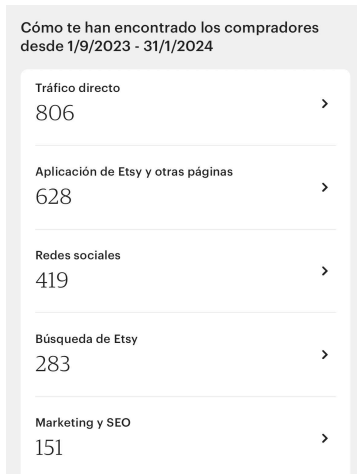 Cómo te han encontrado los compradores
desde 1/9/2023 - 31/1/2024
Tráfico directo
806
Aplicación de Etsy y otras páginas
628
Redes sociales
419
Búsqueda de Etsy
283
Marketing y SEO
151